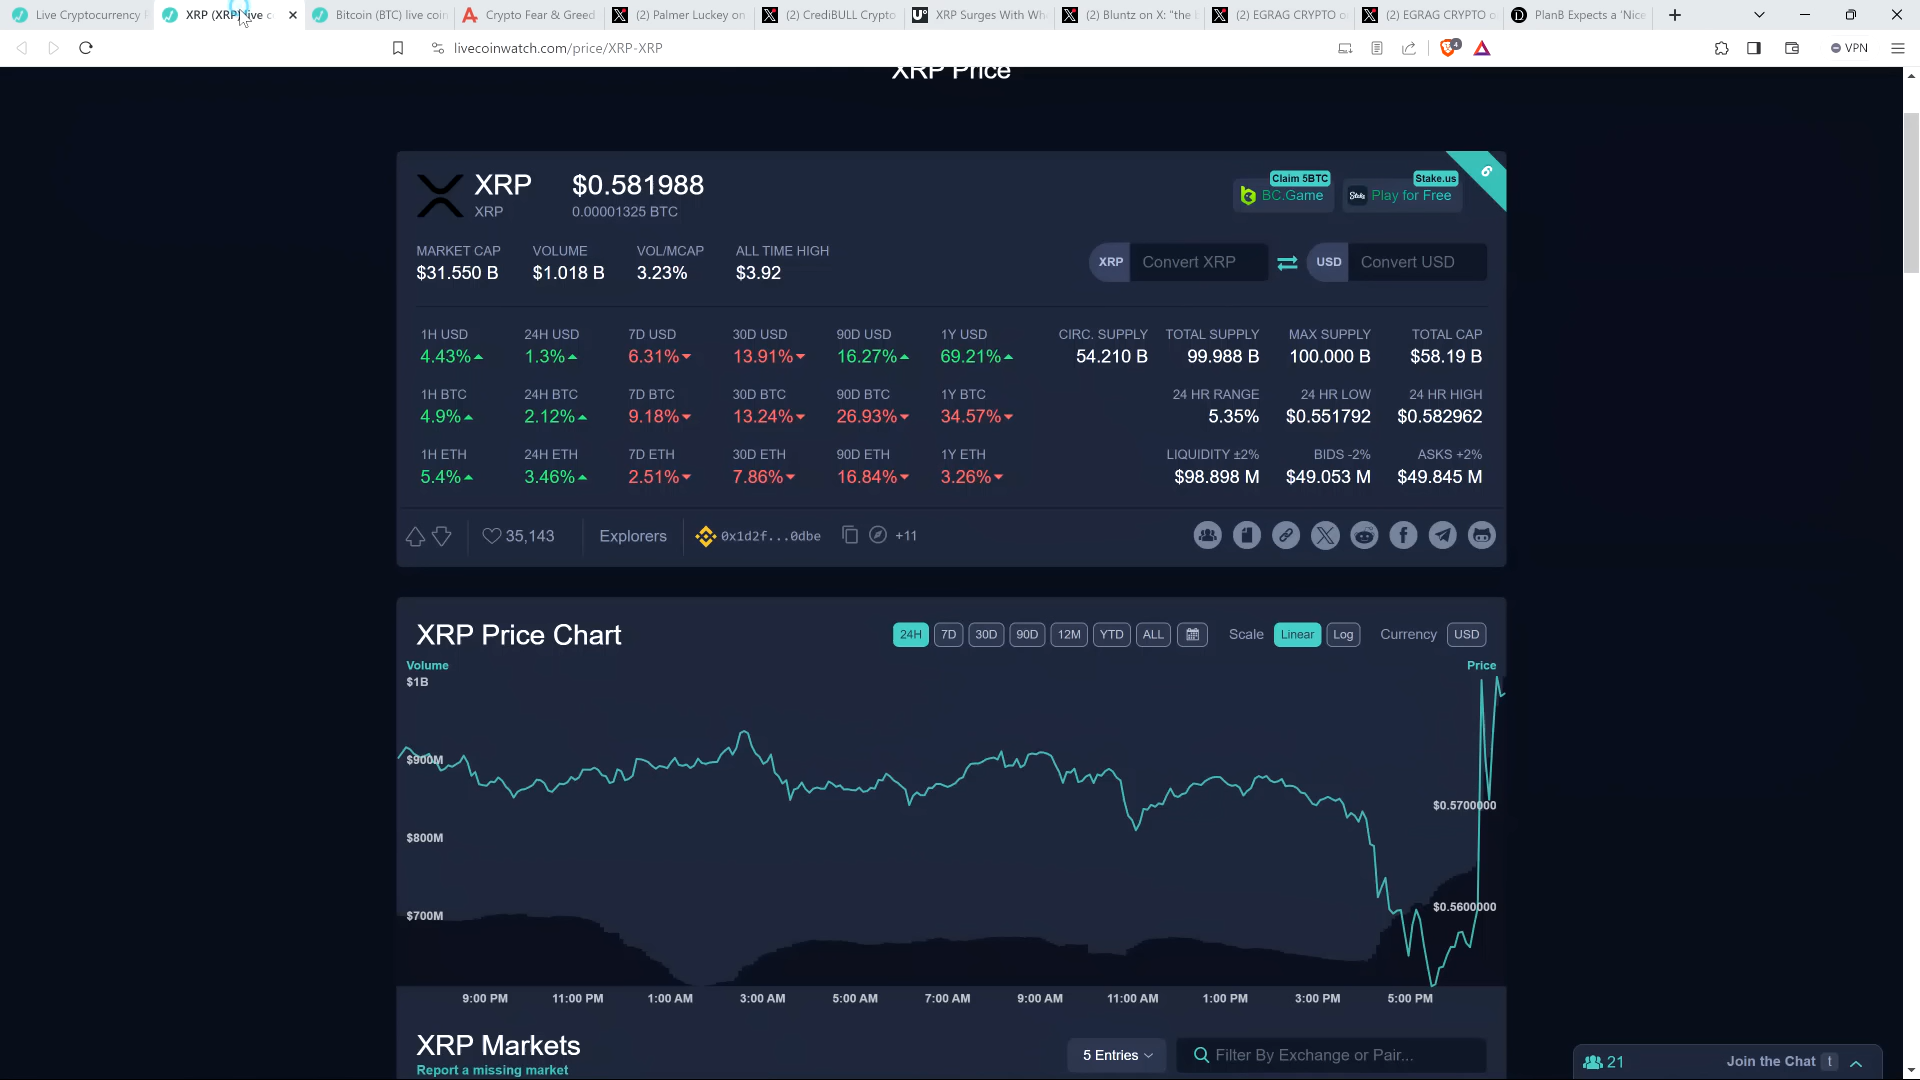 Live Cryptocurrency P
XRP (XRP) live c
Bitcoin (BTC) live coin
Crypto Fear & Greed
(2) Palmer Luckey on
(2) CrediBULL Crypto
XRP Surges With Wh
(2) Bluntz on X: "the b
(2) EGRAG CRYPTO o
(2) EGRAG CRYPTO o
PlanB Expects a 'Nice
livecoinwatch.com/price/XRP-XRP
4
VPN
XRP Price
XRP
$0.581988
XRP
0.00001325 BTC
Claim 5BTC
BC.Game
Stake.us
Stake
Play for Free
6
MARKET CAP
VOLUME
VOL/MCAP
ALL TIME HIGH
$31.550 B
$1.018 B
3.23%
$3.92
XRP
Convert XRP
USD
Convert USD
1H USD
24H USD
7D USD
30D USD
90D USD
1Y USD
CIRC. SUPPLY
TOTAL SUPPLY
MAX SUPPLY
TOTAL CAP
4.43%
1.3%
6.31%
13.91%
16.27%
69.21%
54.210 B
99.988 B
100.000 B
$58.19 B
1H BTC
24H BTC
7D BTC
30D BTC
90D BTC
1Y BTC
24 HR RANGE
24 HR LOW
24 HR HIGH
4.9%
2.12%
9.18%
13.24%
26.93%
34.57%
5.35%
$0.551792
$0.582962
1H ETH
24H ETH
7D ETH
30D ETH
90D ETH
1Y ETH
LIQUIDITY ±2%
BIDS -2%
ASKS +2%
5.4%
3.46%
2.51%
7.86%
16.84%
3.26%
$98.898 M
$49.053 M
$49.845 M
35,143
Explorers
0x1d2f...0dbe
+11
XRP Price Chart
24H
7D
30D
90D
12M
YTD
ALL
Scale
Linear
Log
Currency
USD
Volume
Price
$1B
$900M
$800M
$0.5700000
$700M
$0.5600000
9:00 PM
11:00 PM
1:00 AM
3:00 AM
5:00 AM
7:00 AM
9:00 AM
11:00 AM
1:00 PM
3:00 PM
5:00 PM
XRP Markets
5 Entries
Filter By Exchange or Pair...
Report a missing market
21
Join the Chat
t